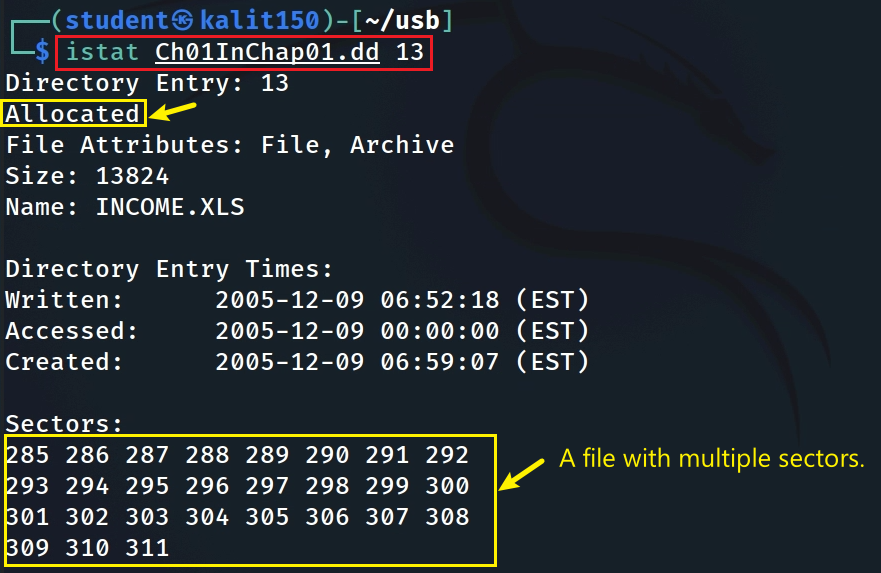 (student㉿kalit150)-[~/usb]
$ istat Ch01InChap01.dd 13
Directory Entry: 13
Allocated
File Attributes: File, Archive
Size: 13824
Name: INCOME.XLS
Directory Entry Times:
Written:       2005-12-09 06:52:18 (EST)
Accessed:      2005-12-09 00:00:00 (EST)
Created:       2005-12-09 06:59:07 (EST)
Sectors:
285 286 287 288 289 290 291 292
293 294 295 296 297 298 299 300
301 302 303 304 305 306 307 308
309 310 311
A file with multiple sectors.